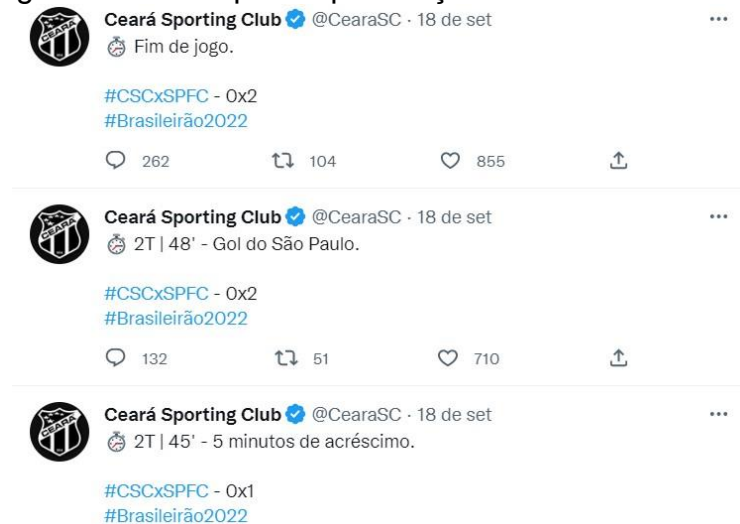 Ceará Sporting Club @CearaSC · 18 de set
Fim de jogo.
#CSCxSPFC - 0x2
#Brasileirão2022
262 104 855
Ceará Sporting Club @CearaSC · 18 de set
2T | 48' - Gol do São Paulo.
#CSCxSPFC - 0x2
#Brasileirão2022
132 51 710
Ceará Sporting Club @CearaSC · 18 de set
2T | 45' - 5 minutos de acréscimo.
#CSCxSPFC - 0x1
#Brasileirão2022